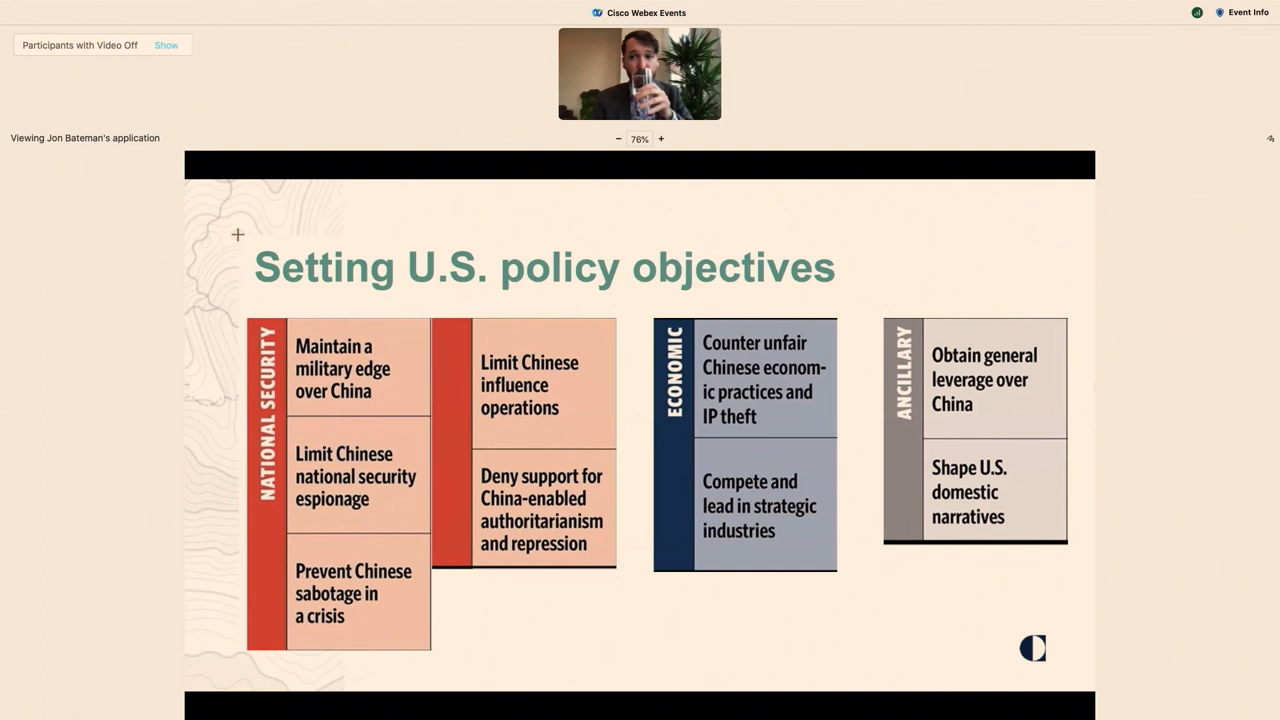 Cisco Webex Events
Event Info
Participants with Video Off Show
Viewing Jon Bateman's application
− 76% +
Setting U.S. policy objectives
NATIONAL SECURITY
Maintain a
military edge
over China
Limit Chinese
national security
espionage
Prevent Chinese
sabotage in
a crisis
Limit Chinese
influence
operations
Deny support for
China-enabled
authoritarianism
and repression
ECONOMIC
Counter unfair
Chinese econom-
ic practices and
IP theft
Compete and
lead in strategic
industries
ANCILLARY
Obtain general
leverage over
China
Shape U.S.
domestic
narratives